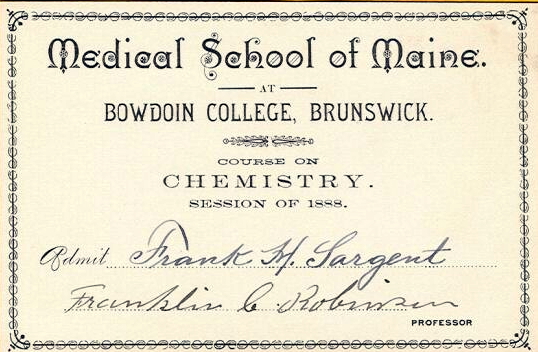 Medical School of Maine.
AT
BOWDOIN COLLEGE, BRUNSWICK.
COURSE ON
CHEMISTRY.
SESSION OF 1888.
Admit Frank H. Sargent
Franklin C. Robinson
PROFESSOR